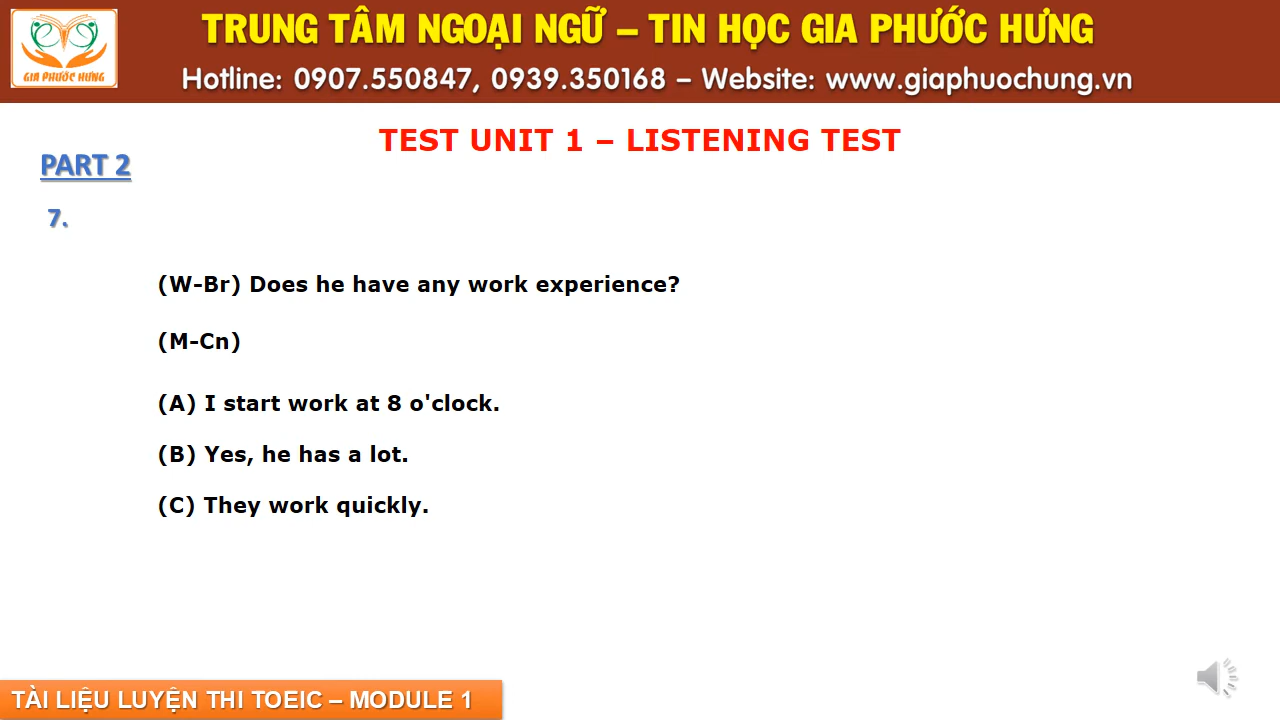 GIA PHƯỚC HƯNG
TRUNG TÂM NGOẠI NGỮ – TIN HỌC GIA PHƯỚC HƯNG
Hotline: 0907.550847, 0939.350168 – Website: www.giaphuochung.vn
TEST UNIT 1 – LISTENING TEST
PART 2
7.
(W-Br) Does he have any work experience?
(M-Cn)
(A) I start work at 8 o'clock.
(B) Yes, he has a lot.
(C) They work quickly.
TÀI LIỆU LUYỆN THI TOEIC – MODULE 1